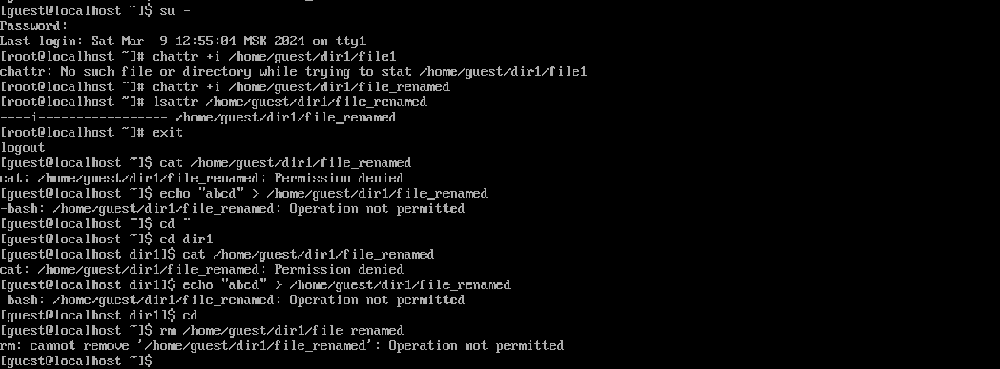 [guest@localhost ~]$ su -
Password:
Last login: Sat Mar  9 12:55:04 MSK 2024 on tty1
[root@localhost ~]# chattr +i /home/guest/dir1/file1
chattr: No such file or directory while trying to stat /home/guest/dir1/file1
[root@localhost ~]# chattr +i /home/guest/dir1/file_renamed
[root@localhost ~]# lsattr /home/guest/dir1/file_renamed
----i----------------- /home/guest/dir1/file_renamed
[root@localhost ~]# exit
logout
[guest@localhost ~]$ cat /home/guest/dir1/file_renamed
cat: /home/guest/dir1/file_renamed: Permission denied
[guest@localhost ~]$ echo "abcd" > /home/guest/dir1/file_renamed
-bash: /home/guest/dir1/file_renamed: Operation not permitted
[guest@localhost ~]$ cd ~
[guest@localhost ~]$ cd dir1
[guest@localhost dir1]$ cat /home/guest/dir1/file_renamed
cat: /home/guest/dir1/file_renamed: Permission denied
[guest@localhost dir1]$ echo "abcd" > /home/guest/dir1/file_renamed
-bash: /home/guest/dir1/file_renamed: Operation not permitted
[guest@localhost dir1]$ cd
[guest@localhost ~]$ rm /home/guest/dir1/file_renamed
rm: cannot remove '/home/guest/dir1/file_renamed': Operation not permitted
[guest@localhost ~]$